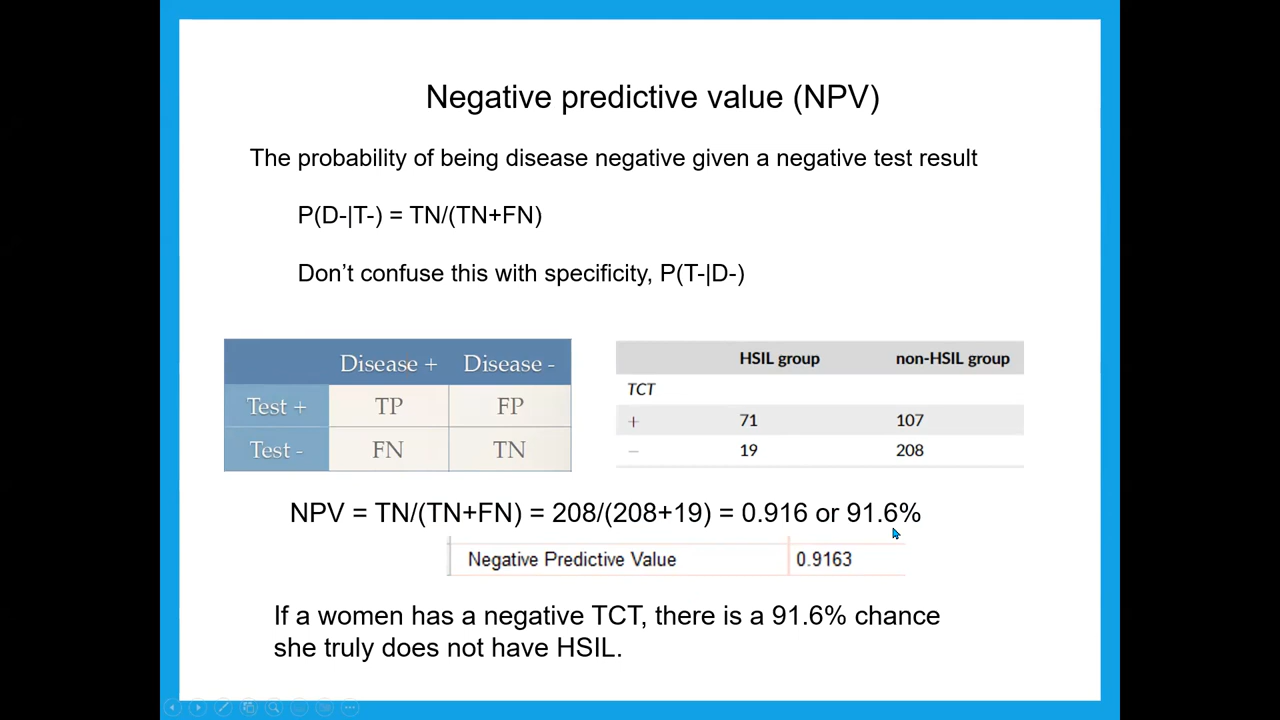 Negative predictive value (NPV)
The probability of being disease negative given a negative test result
P(D-|T-) = TN/(TN+FN)
Don’t confuse this with specificity, P(T-|D-)
Disease + Disease -
Test + TP FP
Test - FN TN
HSIL group non-HSIL group
TCT
+ 71 107
– 19 208
NPV = TN/(TN+FN) = 208/(208+19) = 0.916 or 91.6%
Negative Predictive Value 0.9163
If a women has a negative TCT, there is a 91.6% chance
she truly does not have HSIL.